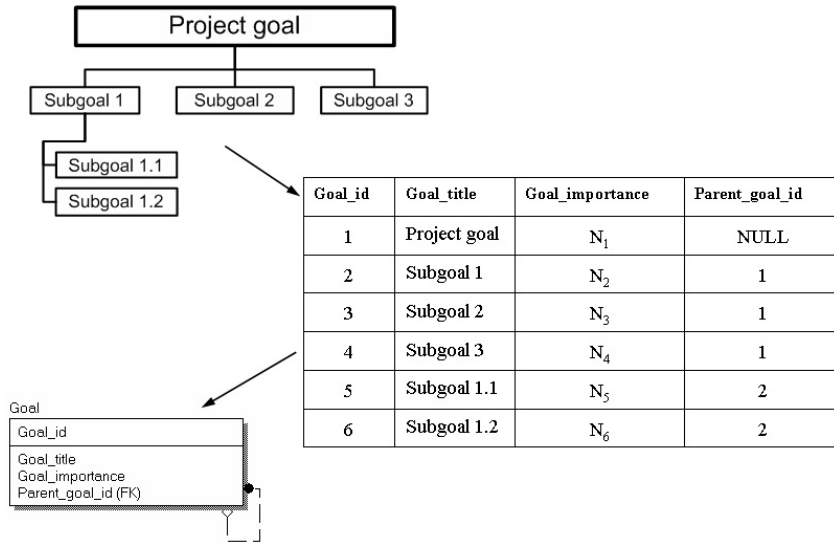 Project goal
Subgoal 1 Subgoal 2 Subgoal 3
Subgoal 1.1
Subgoal 1.2
Goal_id Goal_title Goal_importance Parent_goal_id
1 Project goal N1 NULL
2 Subgoal 1 N2 1
3 Subgoal 2 N3 1
4 Subgoal 3 N4 1
5 Subgoal 1.1 N5 2
6 Subgoal 1.2 N6 2
Goal
Goal_id
Goal_title
Goal_importance
Parent_goal_id (FK)